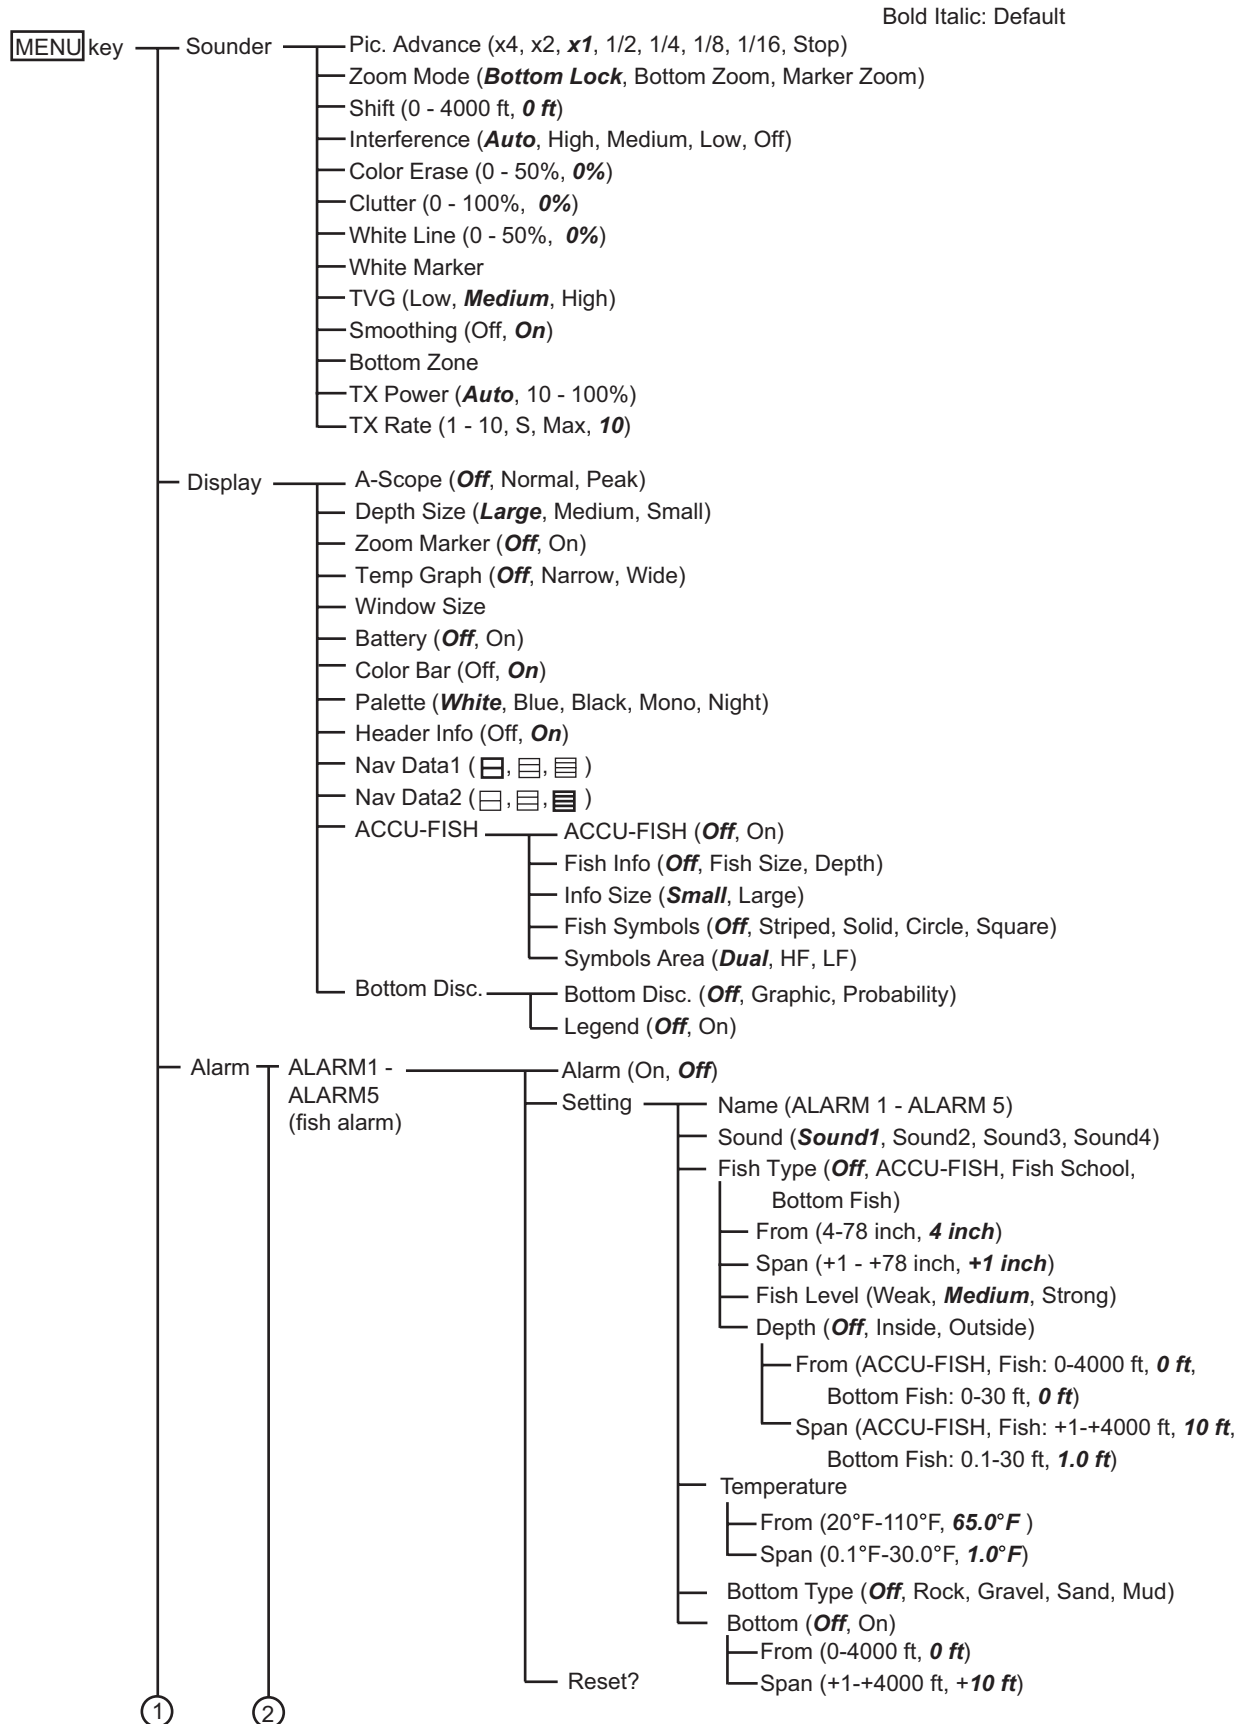 Bold Italic: Default
MENU key Sounder Pic. Advance (x4, x2, x1, 1/2, 1/4, 1/8, 1/16, Stop)
Zoom Mode (Bottom Lock, Bottom Zoom, Marker Zoom)
Shift (0 - 4000 ft, 0 ft)
Interference (Auto, High, Medium, Low, Off)
Color Erase (0 - 50%, 0%)
Clutter (0 - 100%, 0%)
White Line (0 - 50%, 0%)
White Marker
TVG (Low, Medium, High)
Smoothing (Off, On)
Bottom Zone
TX Power (Auto, 10 - 100%)
TX Rate (1 - 10, S, Max, 10)
Display A-Scope (Off, Normal, Peak)
Depth Size (Large, Medium, Small)
Zoom Marker (Off, On)
Temp Graph (Off, Narrow, Wide)
Window Size
Battery (Off, On)
Color Bar (Off, On)
Palette (White, Blue, Black, Mono, Night)
Header Info (Off, On)
Nav Data1 ( , , )
Nav Data2 ( , , )
ACCU-FISH ACCU-FISH (Off, On)
Fish Info (Off, Fish Size, Depth)
Info Size (Small, Large)
Fish Symbols (Off, Striped, Solid, Circle, Square)
Symbols Area (Dual, HF, LF)
Bottom Disc. Bottom Disc. (Off, Graphic, Probability)
Legend (Off, On)
Alarm ALARM1 -
ALARM5
(fish alarm)
Alarm (On, Off)
Setting Name (ALARM 1 - ALARM 5)
Sound (Sound1, Sound2, Sound3, Sound4)
Fish Type (Off, ACCU-FISH, Fish School,
Bottom Fish)
From (4-78 inch, 4 inch)
Span (+1 - +78 inch, +1 inch)
Fish Level (Weak, Medium, Strong)
Depth (Off, Inside, Outside)
From (ACCU-FISH, Fish: 0-4000 ft, 0 ft,
Bottom Fish: 0-30 ft, 0 ft)
Span (ACCU-FISH, Fish: +1-+4000 ft, 10 ft,
Bottom Fish: 0.1-30 ft, 1.0 ft)
Temperature
From (20°F-110°F, 65.0°F )
Span (0.1°F-30.0°F, 1.0°F)
Bottom Type (Off, Rock, Gravel, Sand, Mud)
Bottom (Off, On)
From (0-4000 ft, 0 ft)
Span (+1-+4000 ft, +10 ft)
Reset?
1 2